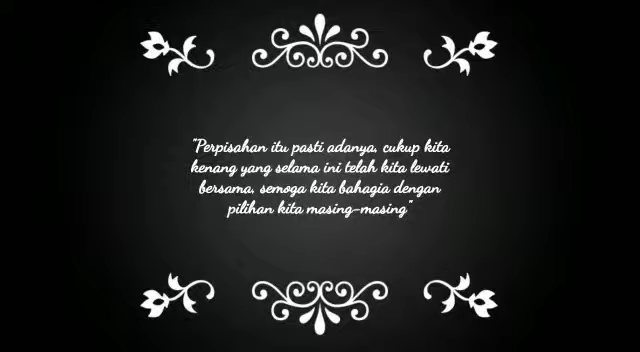 "Perpisahan itu pasti adanya, cukup kita
kenang yang selama ini telah kita lewati
bersama, semoga kita bahagia dengan
pilihan kita masing-masing"